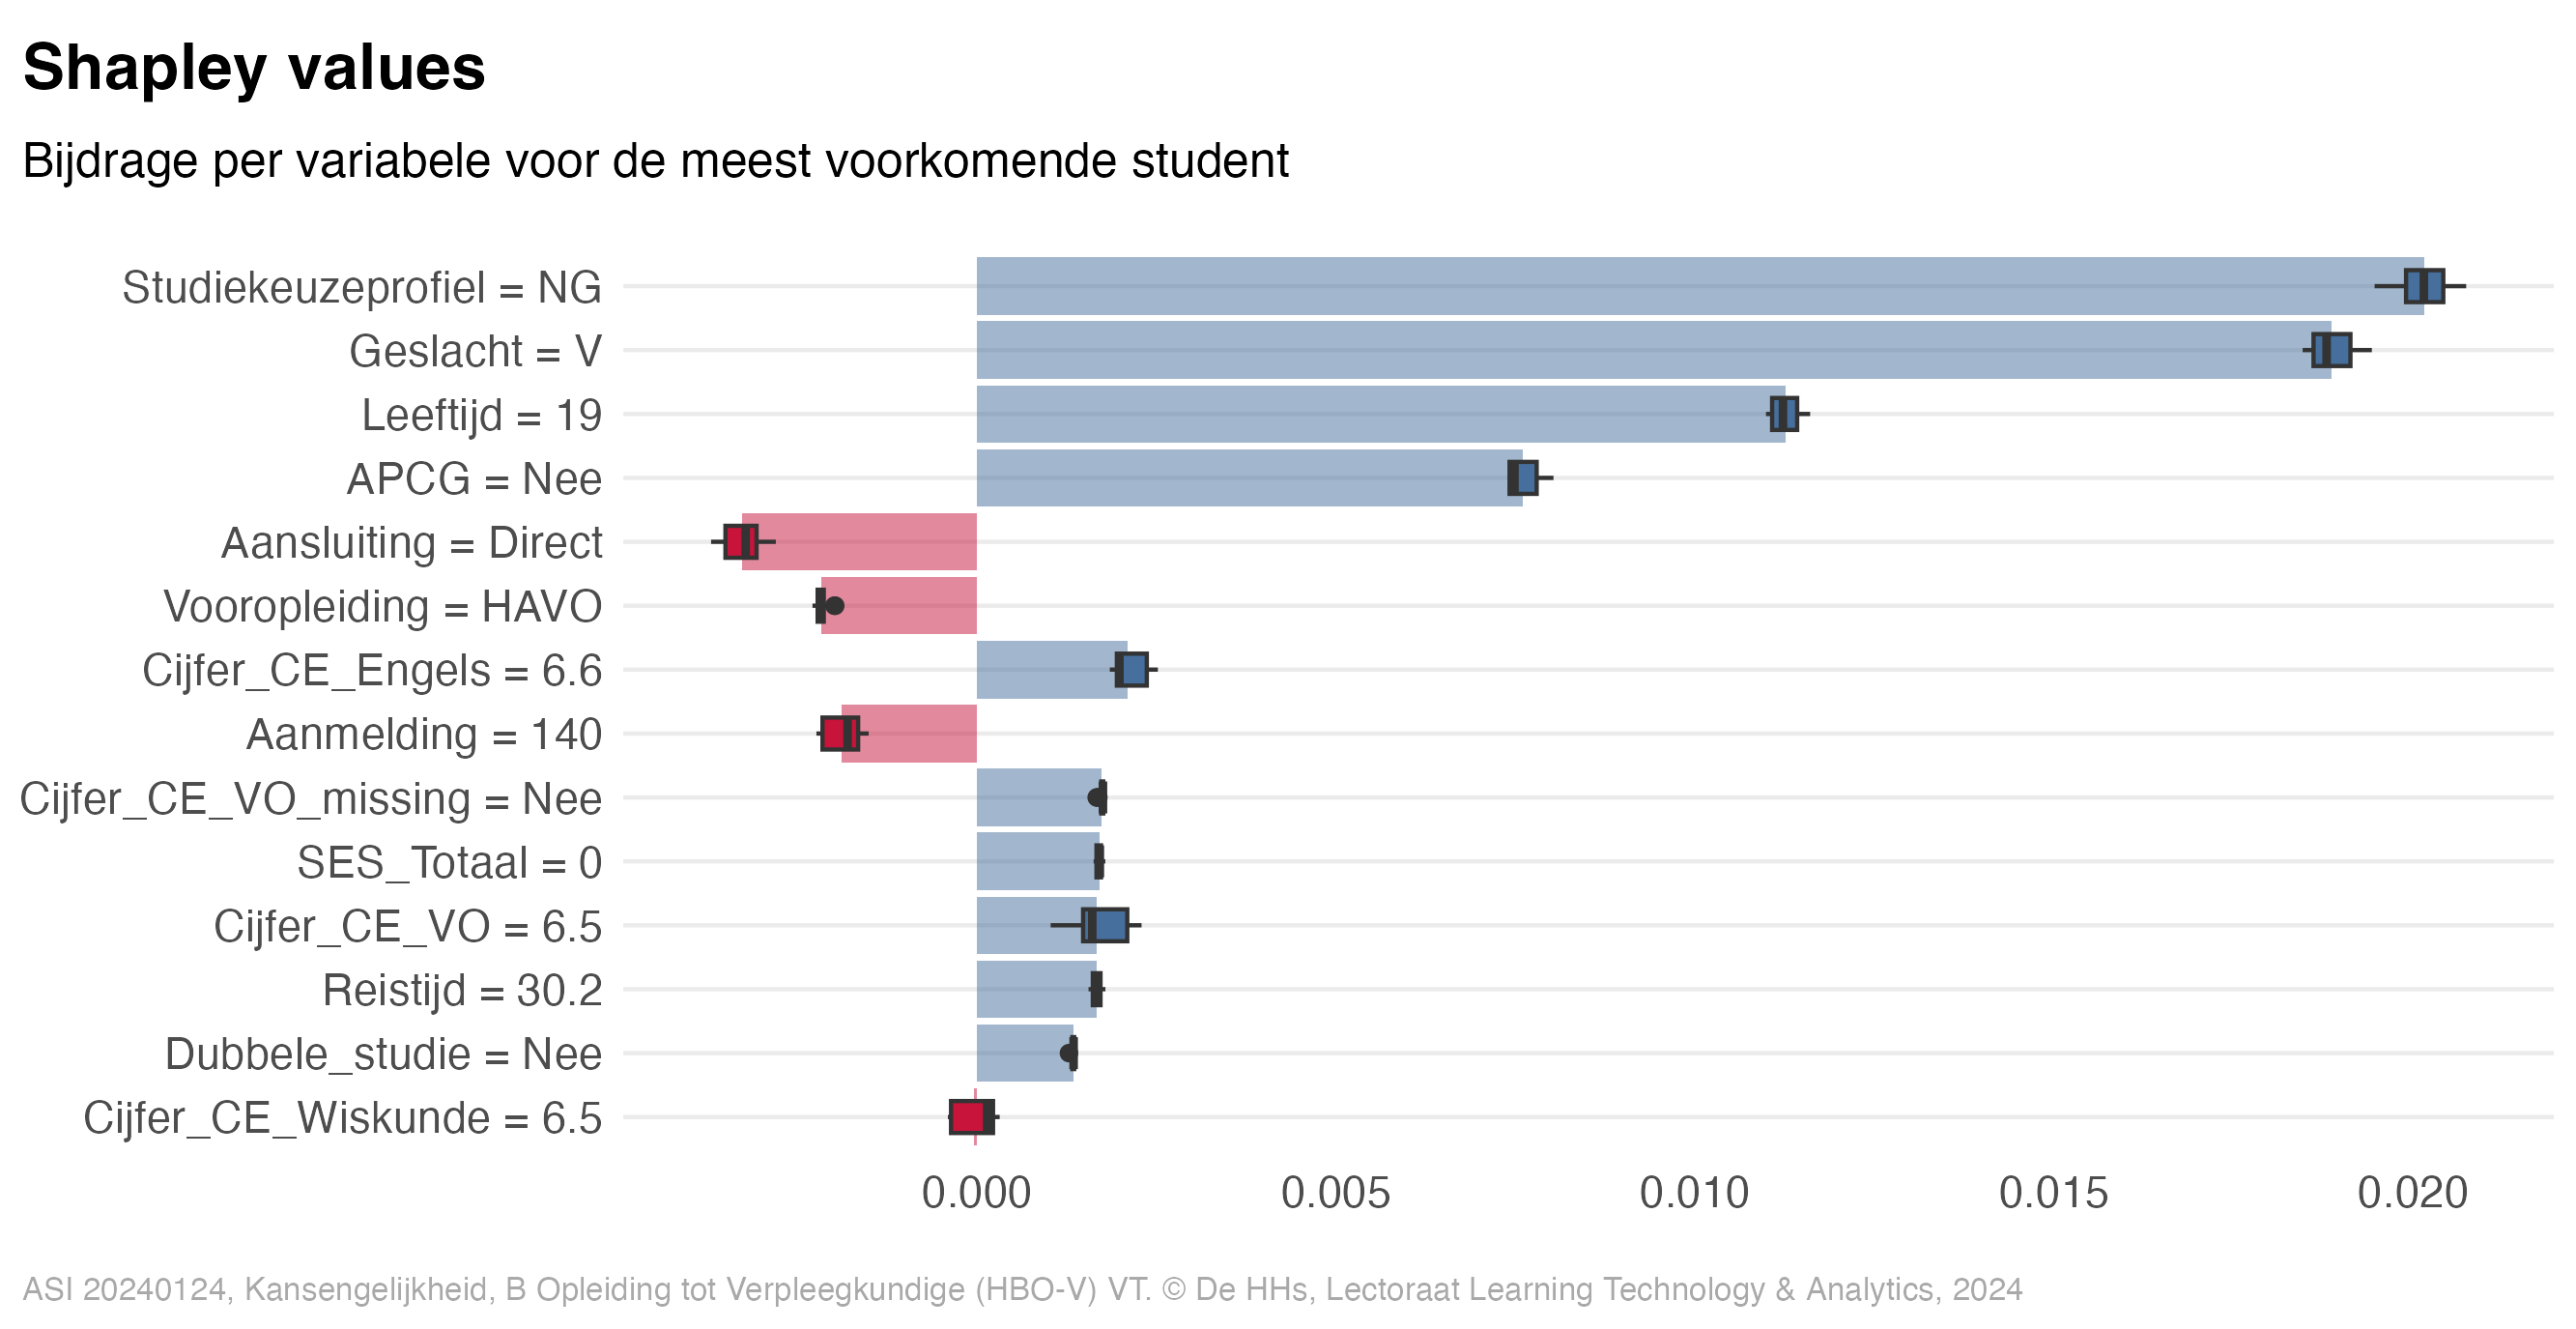 Shapley values
Bijdrage per variabele voor de meest voorkomende student
Studiekeuzeprofiel = NG
Geslacht = V
Leeftijd = 19
APCG = Nee
Aansluiting = Direct
Vooropleiding = HAVO
Cijfer_CE_Engels = 6.6
Aanmelding = 140
Cijfer_CE_VO_missing = Nee
SES_Totaal = 0
Cijfer_CE_VO = 6.5
Reistijd = 30.2
Dubbele_studie = Nee
Cijfer_CE_Wiskunde = 6.5
0.000 0.005 0.010 0.015 0.020
ASI 20240124, Kansengelijkheid, B Opleiding tot Verpleegkundige (HBO-V) VT. © De HHs, Lectoraat Learning Technology & Analytics, 2024